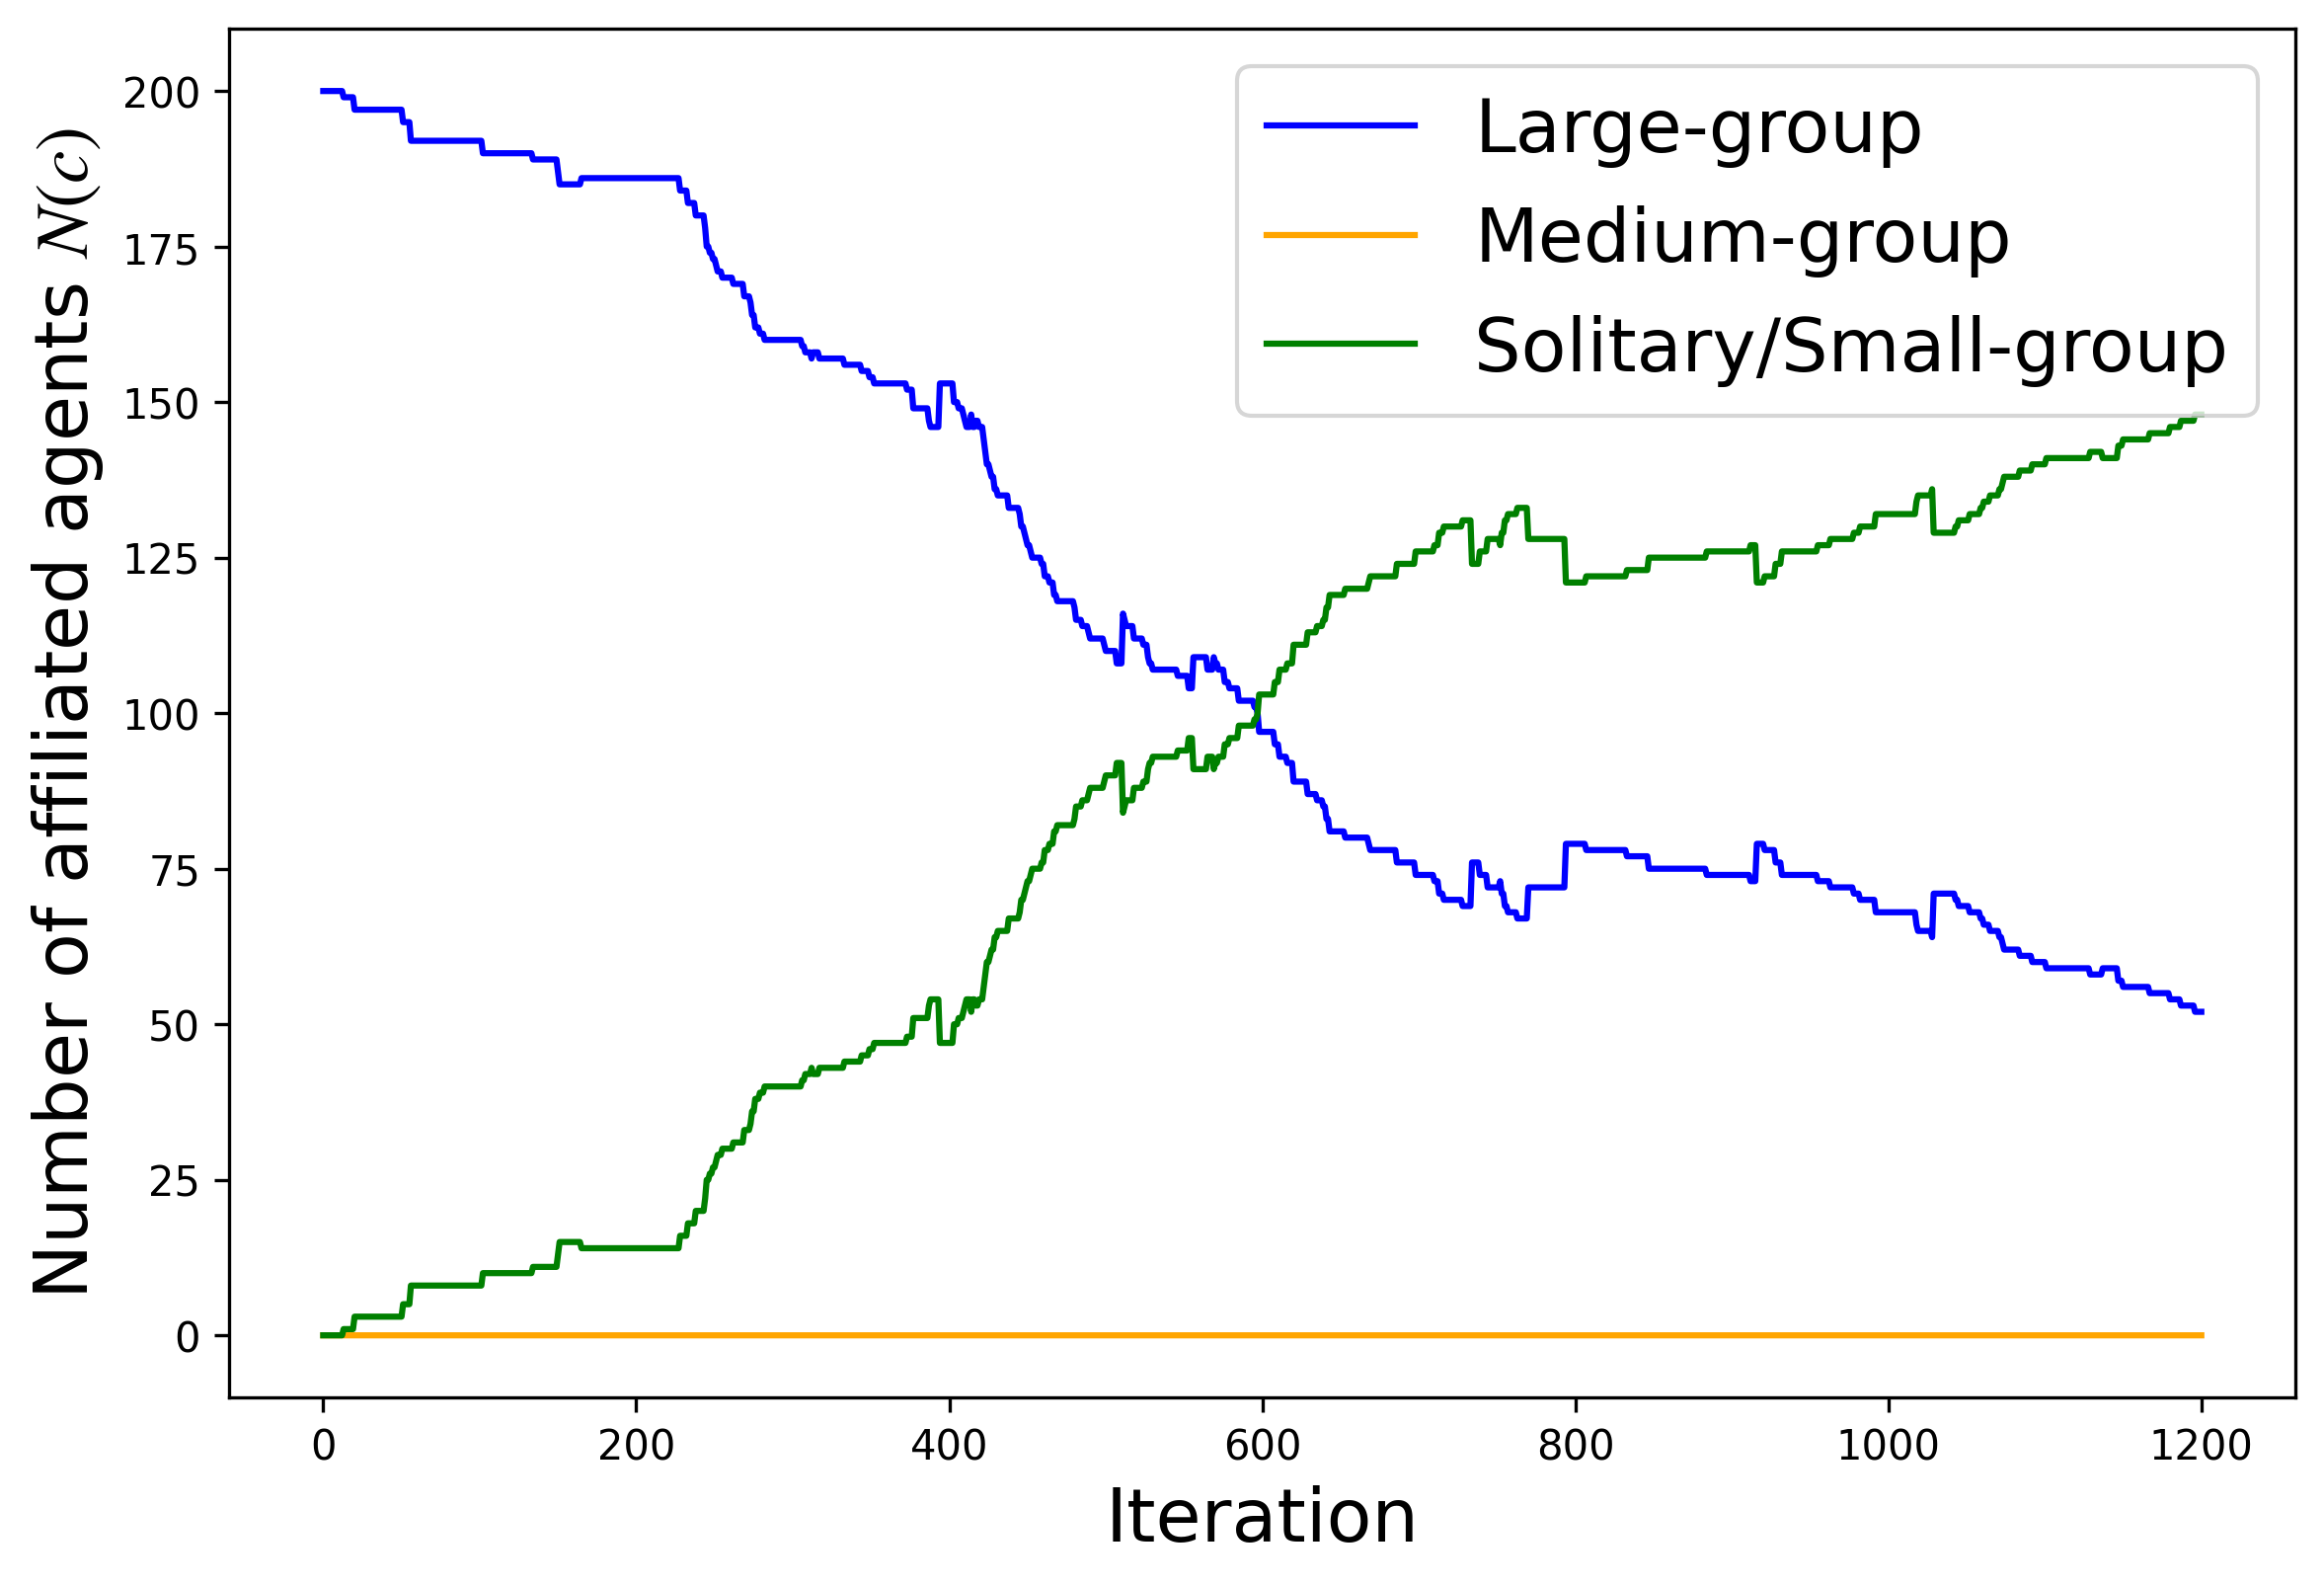 Number of affiliated agents N(c)
200
175
150
125
100
75
50
25
0
Large-group
Medium-group
Solitary/Small-group
0 200 400 600 800 1000 1200
Iteration